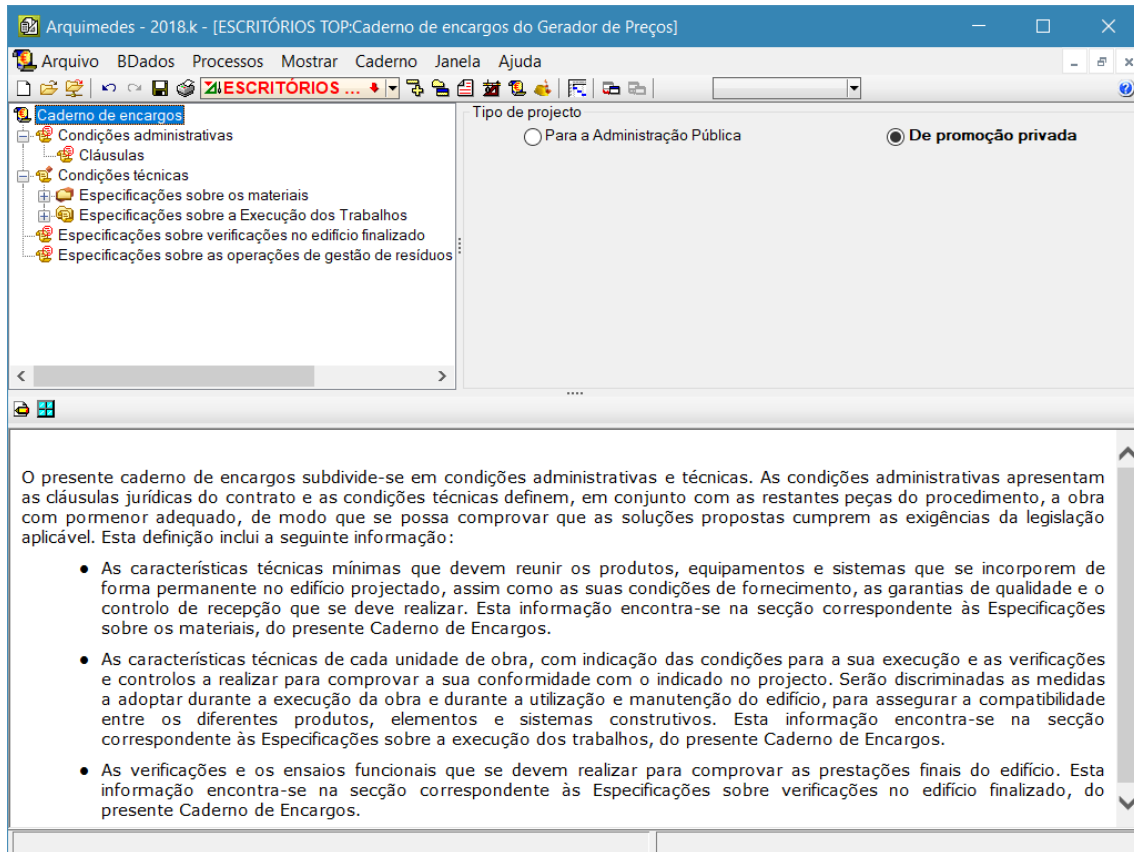 Arquimedes - 2018.k - [ESCRITÓRIOS TOP:Caderno de encargos do Gerador de Preços]
Arquivo BDados Processos Mostrar Caderno Janela Ajuda
ESCRITÓRIOS ...
Caderno de encargos
Condições administrativas
Cláusulas
Condições técnicas
Especificações sobre os materiais
Especificações sobre a Execução dos Trabalhos
Especificações sobre verificações no edifício finalizado
Especificações sobre as operações de gestão de resíduos
Tipo de projecto
Para a Administração Pública
De promoção privada
O presente caderno de encargos subdivide-se em condições administrativas e técnicas. As condições administrativas apresentam
as cláusulas jurídicas do contrato e as condições técnicas definem, em conjunto com as restantes peças do procedimento, a obra
com pormenor adequado, de modo que se possa comprovar que as soluções propostas cumprem as exigências da legislação
aplicável. Esta definição inclui a seguinte informação:
● As características técnicas mínimas que devem reunir os produtos, equipamentos e sistemas que se incorporem de
forma permanente no edifício projectado, assim como as suas condições de fornecimento, as garantias de qualidade e o
controlo de recepção que se deve realizar. Esta informação encontra-se na secção correspondente às Especificações
sobre os materiais, do presente Caderno de Encargos.
● As características técnicas de cada unidade de obra, com indicação das condições para a sua execução e as verificações
e controlos a realizar para comprovar a sua conformidade com o indicado no projecto. Serão discriminadas as medidas
a adoptar durante a execução da obra e durante a utilização e manutenção do edifício, para assegurar a compatibilidade
entre os diferentes produtos, elementos e sistemas construtivos. Esta informação encontra-se na secção
correspondente às Especificações sobre a execução dos trabalhos, do presente Caderno de Encargos.
● As verificações e os ensaios funcionais que se devem realizar para comprovar as prestações finais do edifício. Esta
informação encontra-se na secção correspondente às Especificações sobre verificações no edifício finalizado, do
presente Caderno de Encargos.